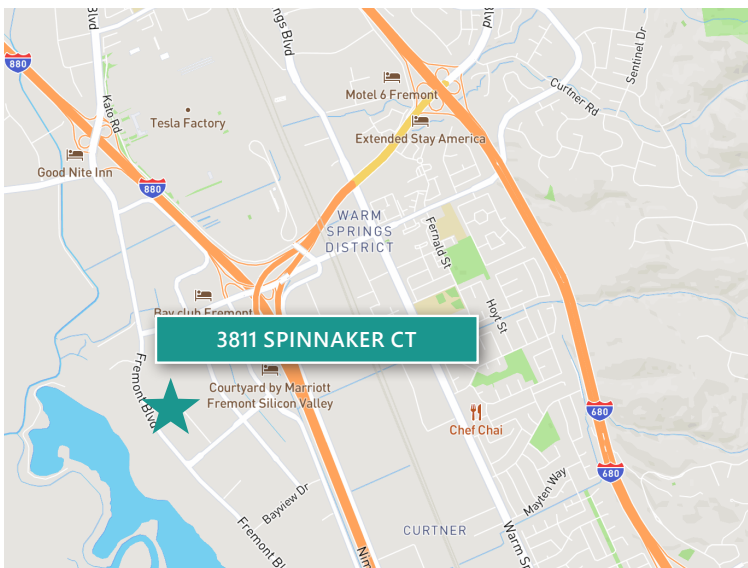 Blvd
ngs Blvd
Blvd
Sentinel Dr
880
Motel 6 Fremont
Curtner Rd
Kato Rd
Tesla Factory
Extended Stay America
Good Nite Inn
880
WARM
SPRINGS
DISTRICT
Fernald St
Bay club Fremont
Hoyt St
3811 SPINNAKER CT
Fremont Blvd
Courtyard by Marriott
Fremont Silicon Valley
680
Chef Chai
680
Mayten Way
Bayview Dr
CURTNER
Fremont Bl
Warm Sp
Nim